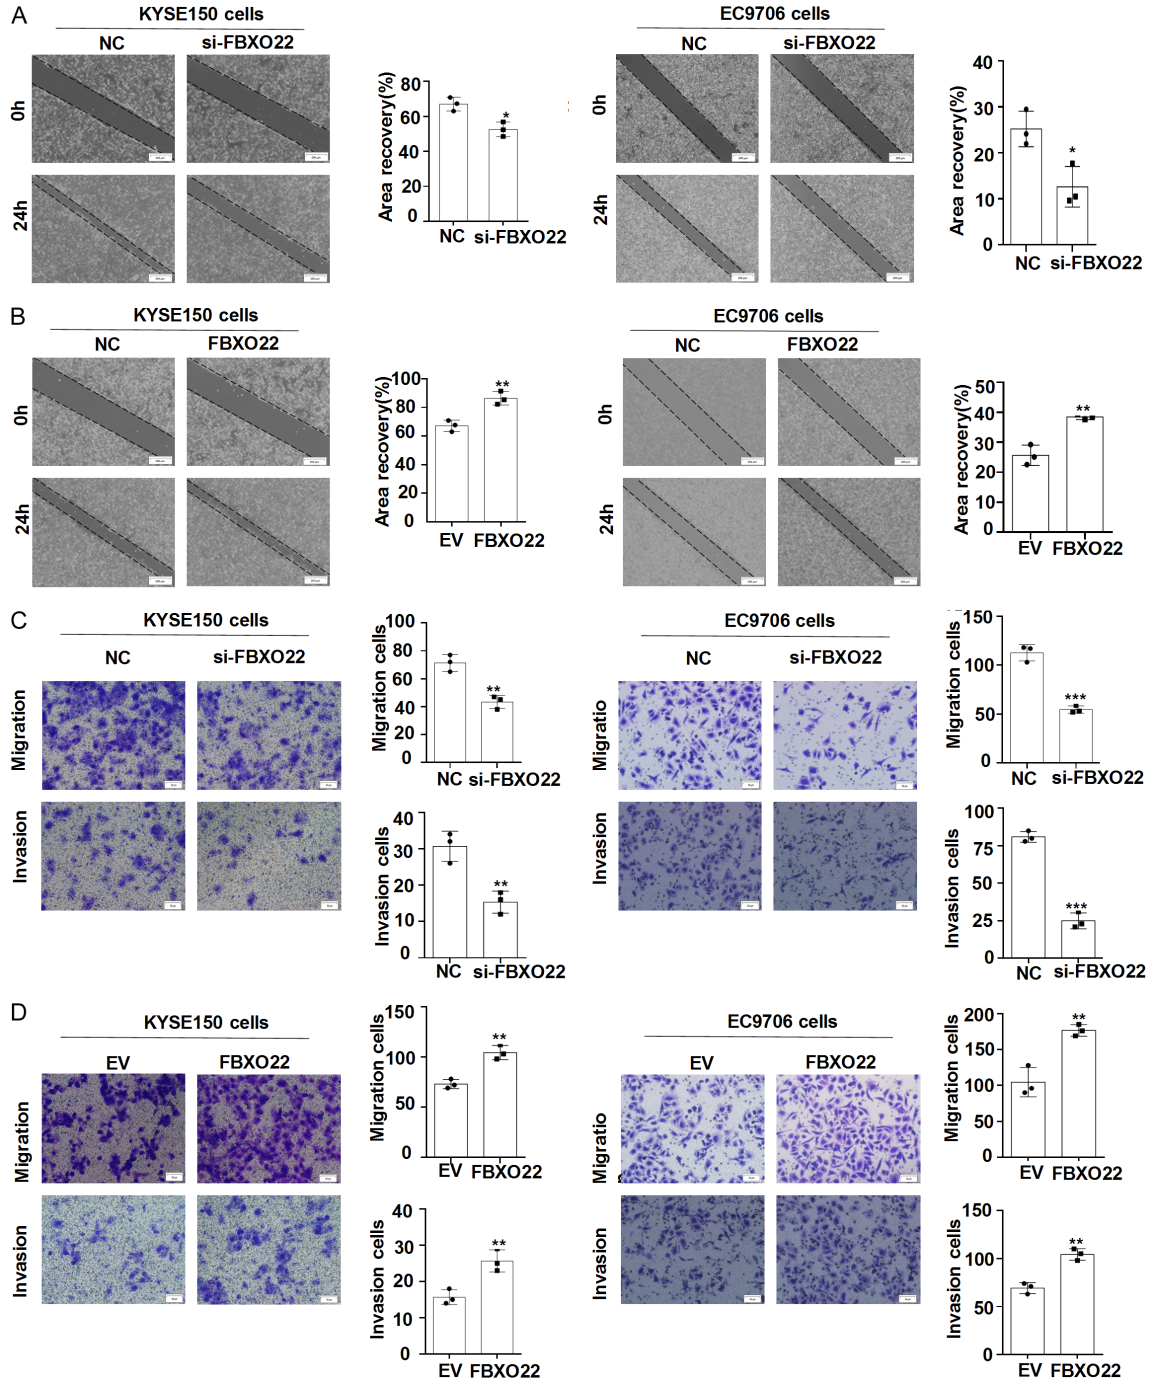 A
KYSE150 cells
NC si-FBXO22
0h
24h
Area recovery(%)
80
60
40
20
0
NC si-FBXO22
*
EC9706 cells
NC si-FBXO22
0h
24h
Area recovery(%)
40
30
20
10
0
NC si-FBXO22
*
B
KYSE150 cells
NC FBXO22
0h
24h
Area recovery(%)
100
80
60
40
20
0
EV FBXO22
**
EC9706 cells
NC FBXO22
0h
24h
Area recovery(%)
50
40
30
20
10
0
EV FBXO22
**
C
KYSE150 cells
NC si-FBXO22
Migration
Invasion
Migration cells
100
80
60
40
20
0
NC si-FBXO22
**
Invasion cells
40
30
20
10
0
NC si-FBXO22
**
EC9706 cells
NC si-FBXO22
Migratio
Invasion
Migration cells
150
100
50
0
NC si-FBXO22
***
Invasion cells
100
75
50
25
0
NC si-FBXO22
***
D
KYSE150 cells
EV FBXO22
Migration
Invasion
Migration cells
150
100
50
0
EV FBXO22
**
Invasion cells
40
30
20
10
0
EV FBXO22
**
EC9706 cells
EV FBXO22
Migratio
Invasion
Migration cells
200
150
100
50
0
EV FBXO22
**
Invasion cells
150
100
50
0
EV FBXO22
**